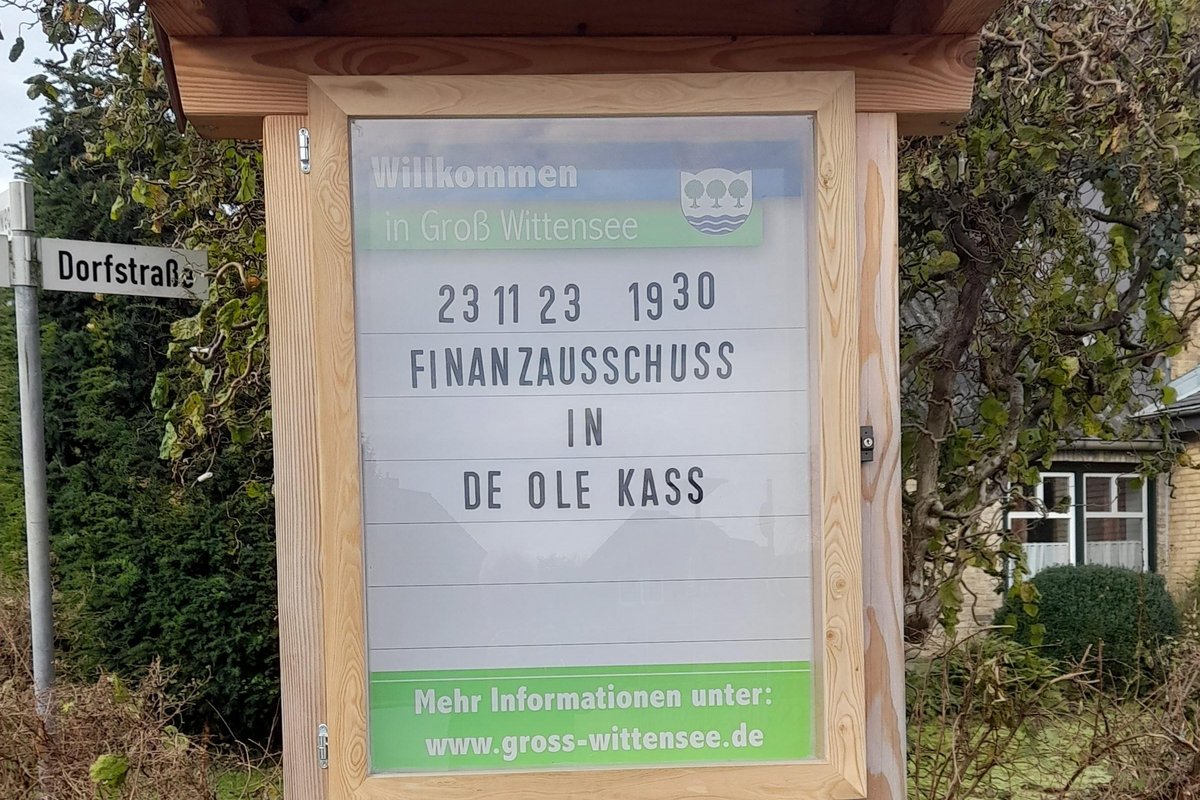 Willkommen
in Groß Wittensee
Dorfstraße
23 11 23 1930
FINANZAUSSCHUSS
IN
DE OLE KASS
Mehr Informationen unter:
www.gross-wittensee.de